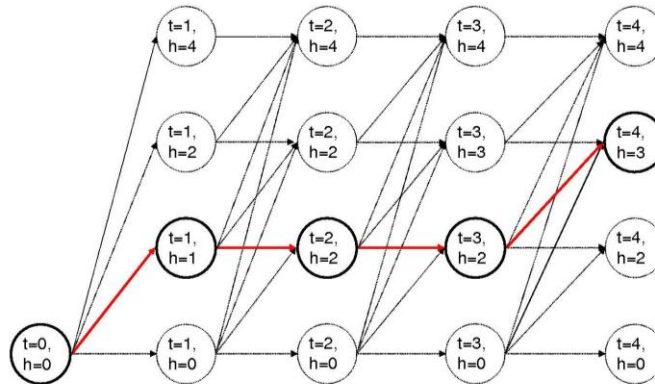 t=1, t=2, t=3, t=4,
h=4 h=4 h=4 h=4
t=1, t=2, t=3, t=4,
h=2 h=2 h=3 h=3
t=1, t=2, t=3, t=4,
h=1 h=2 h=2 h=2
t=0, t=1, t=2, t=3, t=4,
h=0 h=0 h=0 h=0 h=0